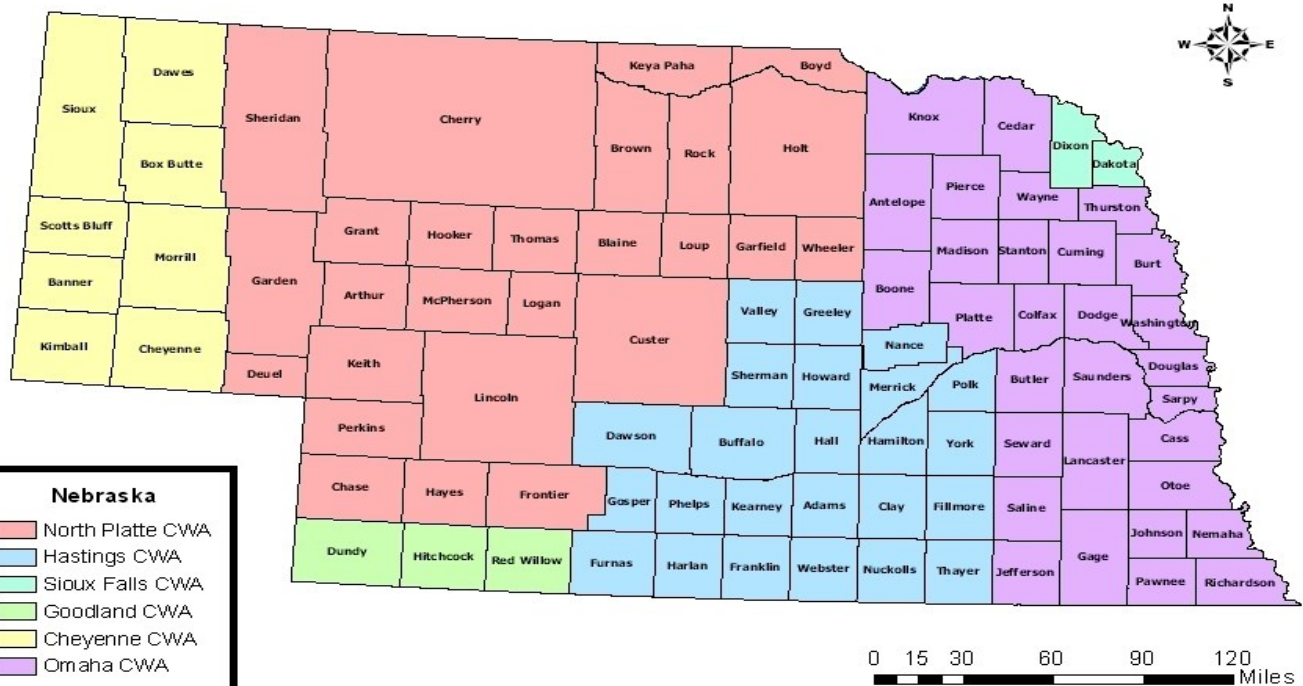 N
W E
S
Keya Paha Boyd
Dawes
Sioux Sheridan Cherry Knox Cedar
Dixon
Brown Rock Holt
Box Butte Dakota
Pierce
Antelope Wayne Thurston
Scotts Bluff Grant Hooker Thomas Blaine Loup Garfield Wheeler
Morrill Madison Stanton Cuming Burt
Banner Garden Arthur McPherson Logan Boone
Valley Greeley Platte Colfax Dodge Washington
Kimball Cheyenne Custer Nance
Deuel Keith Sherman Howard Merrick Polk Butler Saunders Douglas
Lincoln Sarpy
Perkins Dawson Buffalo Hall Hamilton York Seward Cass
Lancaster
Chase Hayes Frontier Gosper Phelps Kearney Adams Clay Fillmore Saline Otoe
Johnson Nemaha
Dundy Hitchcock Red Willow Furnas Harlan Franklin Webster Nuckolls Thayer Jefferson Gage Pawnee Richardson
Nebraska
North Platte CWA
Hastings CWA
Sioux Falls CWA
Goodland CWA
Cheyenne CWA
Omaha CWA
0 15 30 60 90 120
Miles